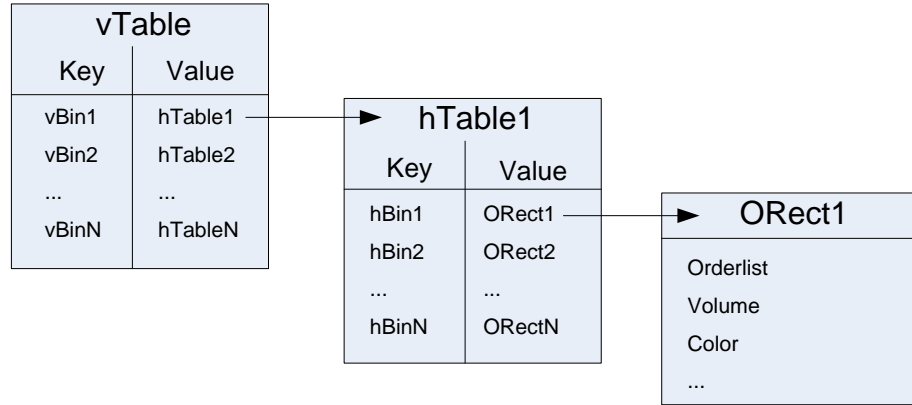 vTable
Key Value
vBin1 hTable1
vBin2 hTable2
... ...
vBinN hTableN
hTable1
Key Value
hBin1 ORect1
hBin2 ORect2
... ...
hBinN ORectN
ORect1
Orderlist
Volume
Color
...